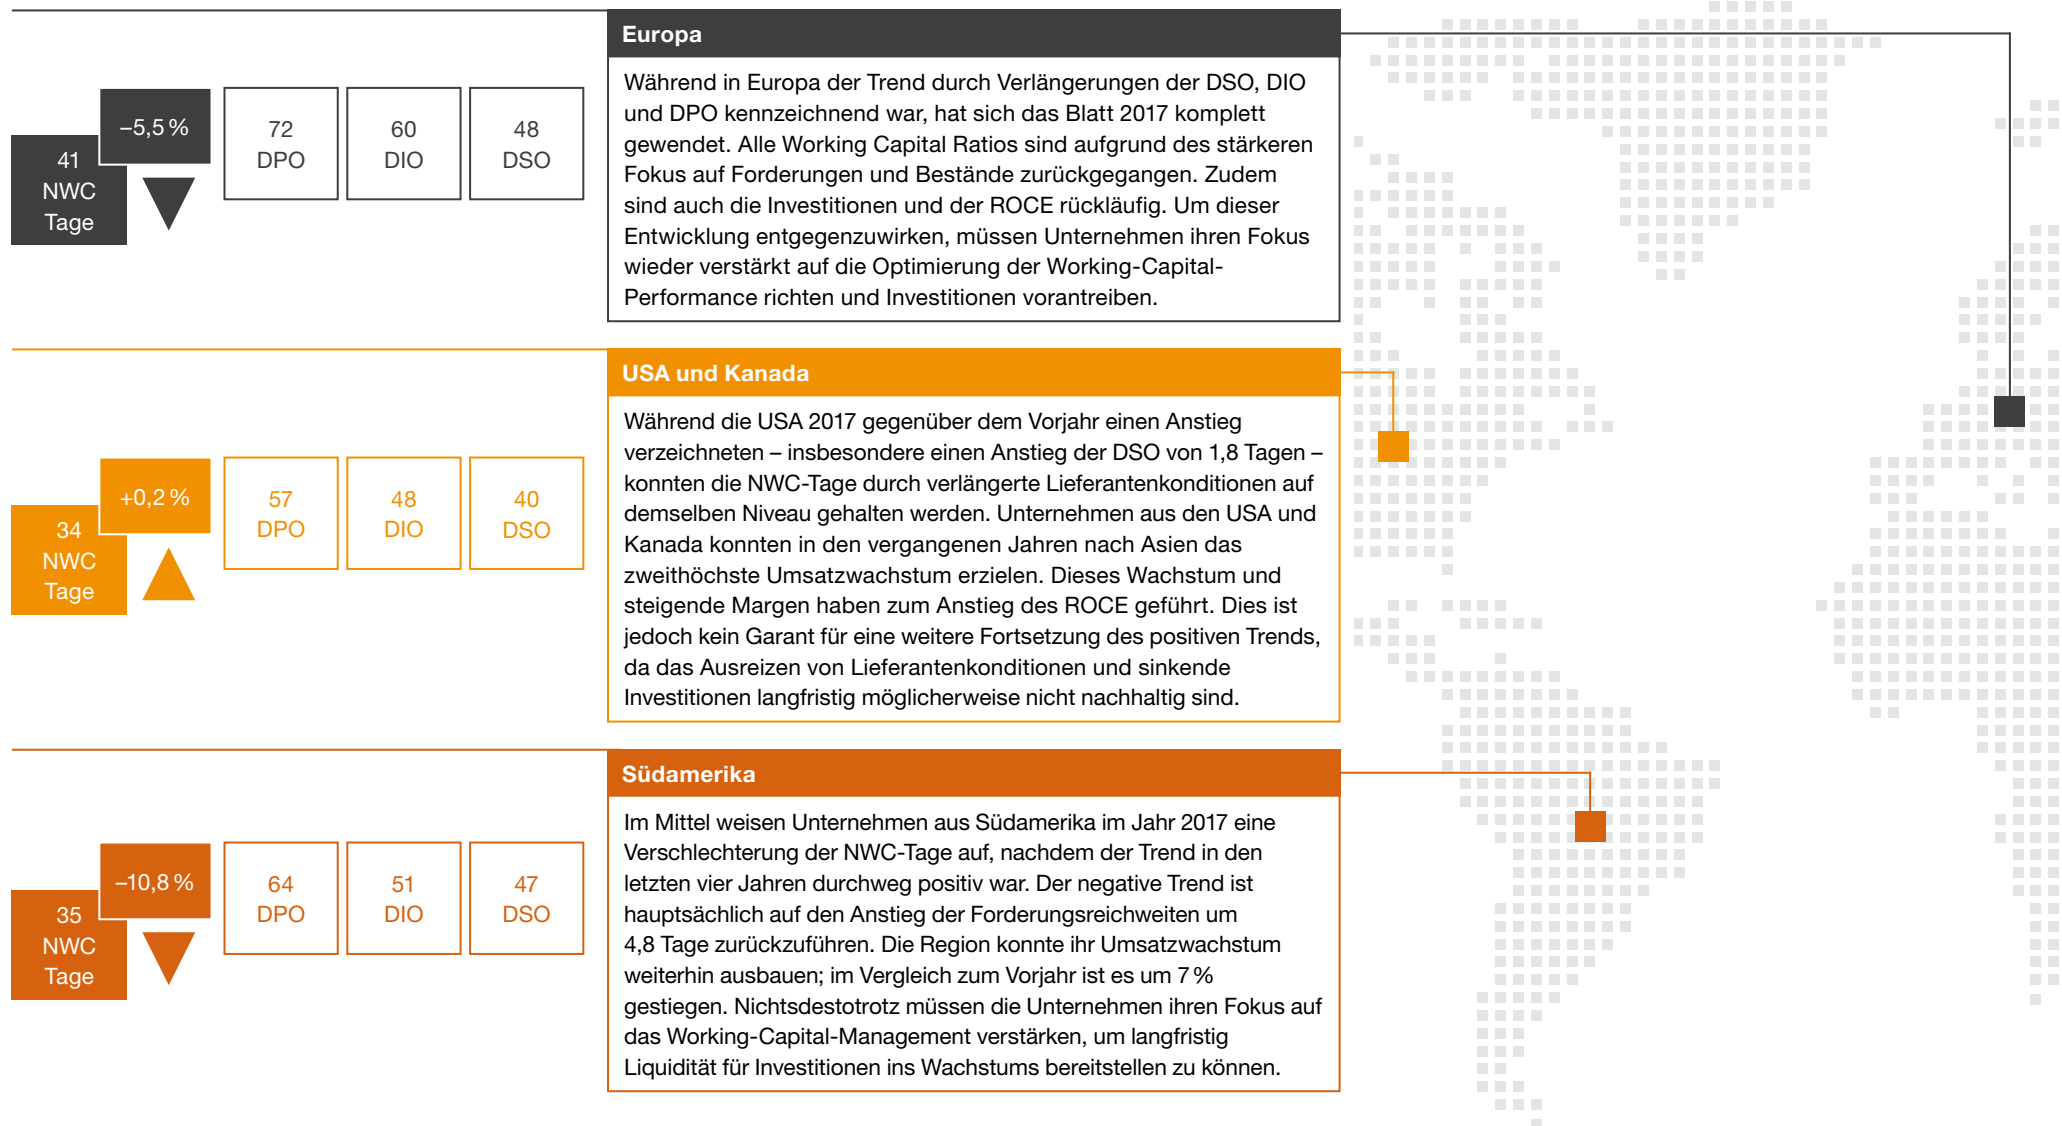 Europa
–5,5 %
41
NWC
Tage
72
DPO
60
DIO
48
DSO
Während in Europa der Trend durch Verlängerungen der DSO, DIO
und DPO kennzeichnend war, hat sich das Blatt 2017 komplett
gewendet. Alle Working Capital Ratios sind aufgrund des stärkeren
Fokus auf Forderungen und Bestände zurückgegangen. Zudem
sind auch die Investitionen und der ROCE rückläufig. Um dieser
Entwicklung entgegenzuwirken, müssen Unternehmen ihren Fokus
wieder verstärkt auf die Optimierung der Working-Capital-
Performance richten und Investitionen vorantreiben.
USA und Kanada
+0,2 %
34
NWC
Tage
57
DPO
48
DIO
40
DSO
Während die USA 2017 gegenüber dem Vorjahr einen Anstieg
verzeichneten – insbesondere einen Anstieg der DSO von 1,8 Tagen –
konnten die NWC-Tage durch verlängerte Lieferantenkonditionen auf
demselben Niveau gehalten werden. Unternehmen aus den USA und
Kanada konnten in den vergangenen Jahren nach Asien das
zweithöchste Umsatzwachstum erzielen. Dieses Wachstum und
steigende Margen haben zum Anstieg des ROCE geführt. Dies ist
jedoch kein Garant für eine weitere Fortsetzung des positiven Trends,
da das Ausreizen von Lieferantenkonditionen und sinkende
Investitionen langfristig möglicherweise nicht nachhaltig sind.
Südamerika
–10,8 %
35
NWC
Tage
64
DPO
51
DIO
47
DSO
Im Mittel weisen Unternehmen aus Südamerika im Jahr 2017 eine
Verschlechterung der NWC-Tage auf, nachdem der Trend in den
letzten vier Jahren durchweg positiv war. Der negative Trend ist
hauptsächlich auf den Anstieg der Forderungsreichweiten um
4,8 Tage zurückzuführen. Die Region konnte ihr Umsatzwachstum
weiterhin ausbauen; im Vergleich zum Vorjahr ist es um 7 %
gestiegen. Nichtsdestotrotz müssen die Unternehmen ihren Fokus auf
das Working-Capital-Management verstärken, um langfristig
Liquidität für Investitionen ins Wachstums bereitstellen zu können.